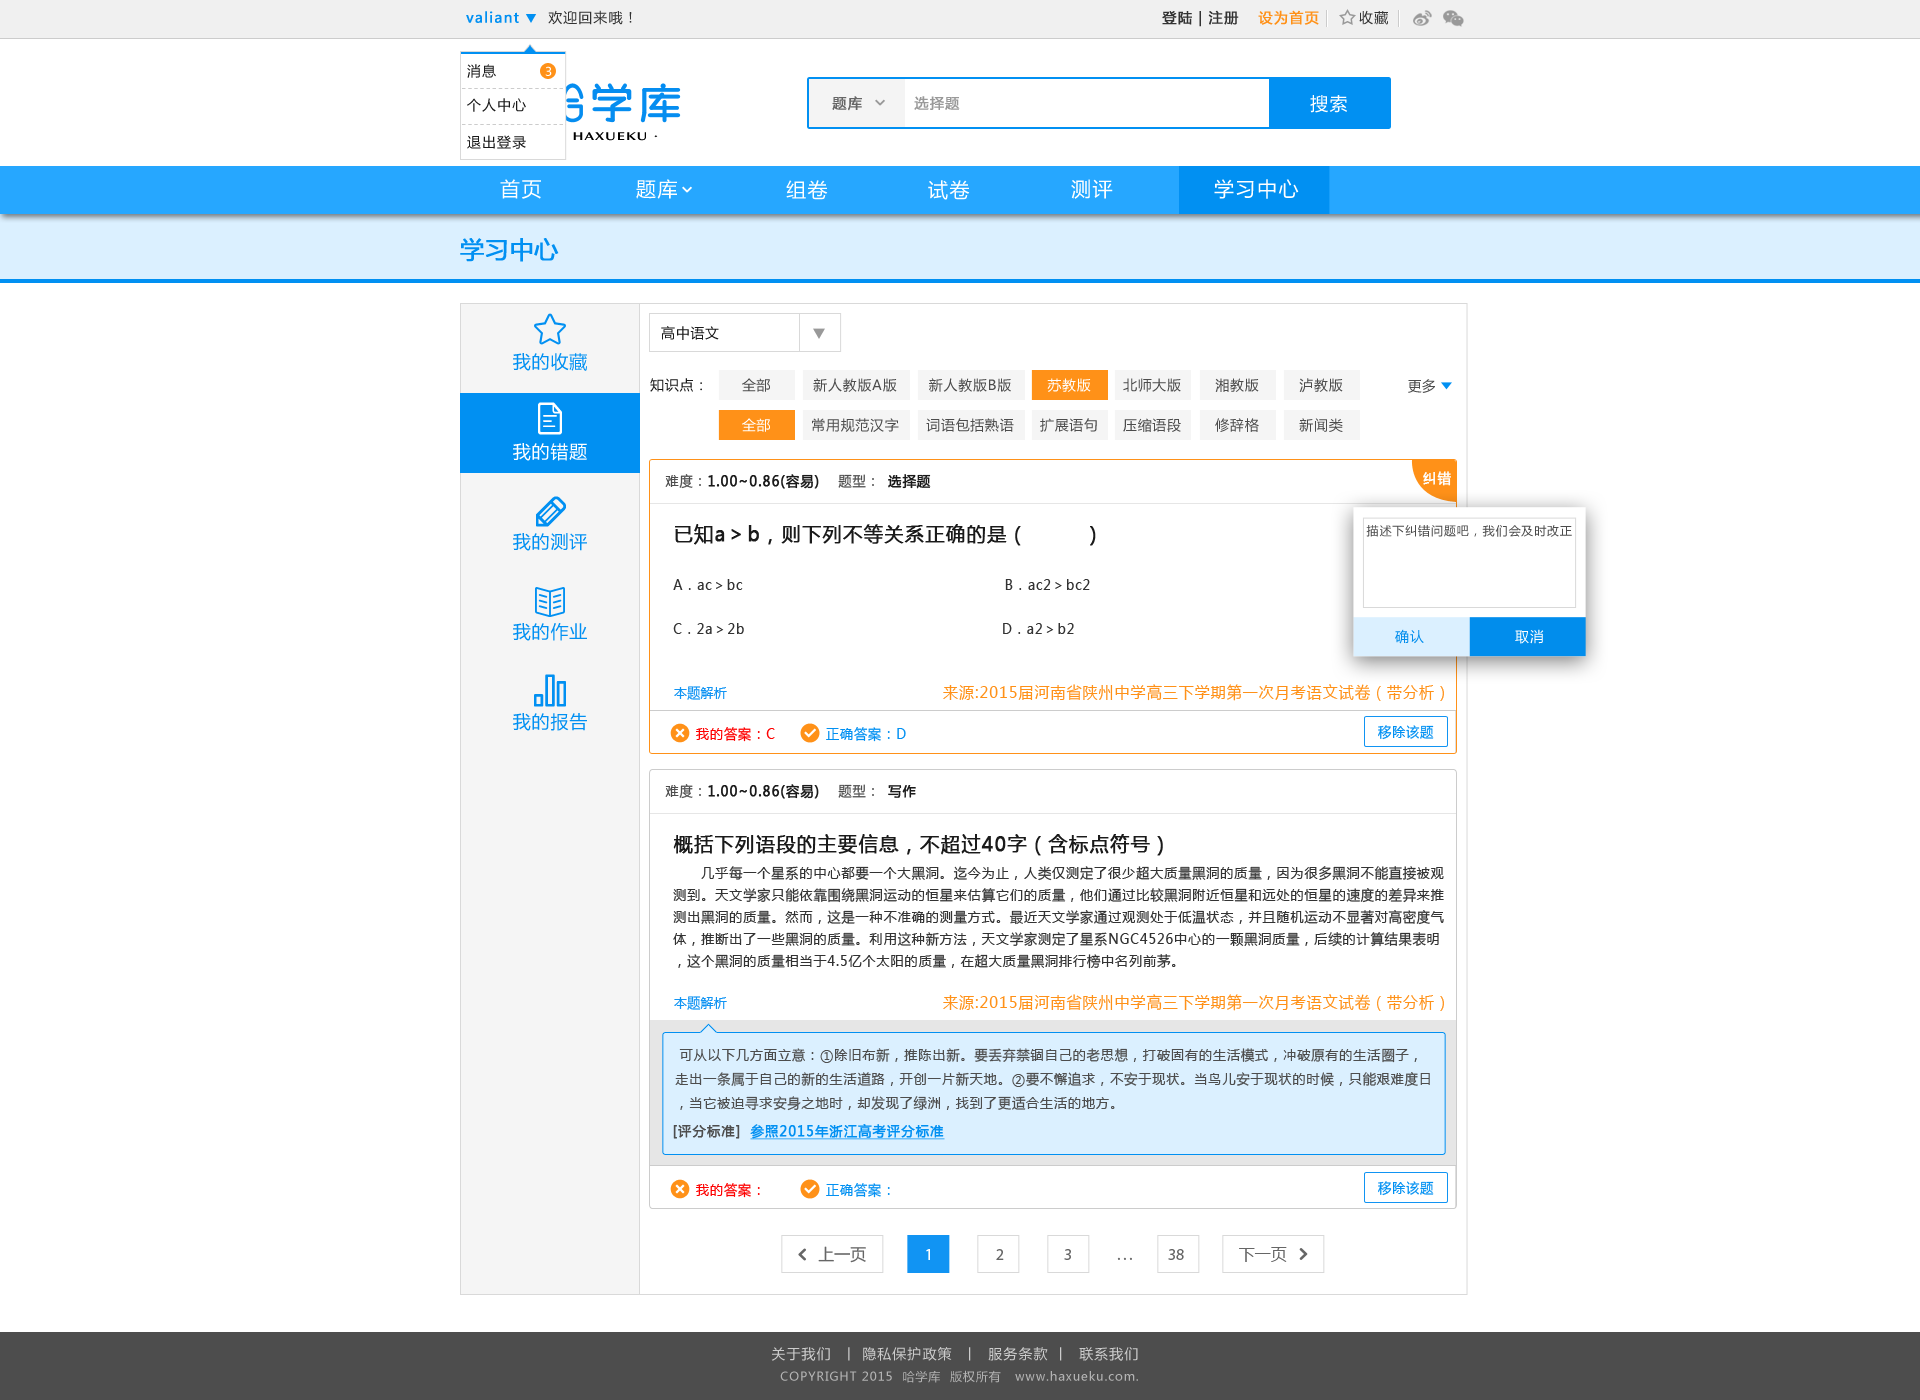 valiant ▼ 欢迎回来哦！
登陆 | 注册 设为首页 收藏
消息 3
个人中心
退出登录
哈学库
HAXUEKU ·
题库 选择题 搜索
首页 题库 组卷 试卷 测评 学习中心
学习中心
我的收藏
我的错题
我的测评
我的作业
我的报告
高中语文 ▼
知识点： 全部 新人教版A版 新人教版B版 苏教版 北师大版 湘教版 泸教版 更多
全部 常用规范汉字 词语包括熟语 扩展语句 压缩语段 修辞格 新闻类
难度：1.00~0.86(容易) 题型： 选择题 纠错
已知a＞b，则下列不等关系正确的是（ ）
A．ac＞bc B．ac2＞bc2
C．2a＞2b D．a2＞b2
描述下纠错问题吧，我们会及时改正
确认 取消
本题解析 来源:2015届河南省陕州中学高三下学期第一次月考语文试卷（带分析）
我的答案：C 正确答案：D 移除该题
难度：1.00~0.86(容易) 题型： 写作
概括下列语段的主要信息，不超过40字（含标点符号）
几乎每一个星系的中心都要一个大黑洞。迄今为止，人类仅测定了很少超大质量黑洞的质量，因为很多黑洞不能直接被观
测到。天文学家只能依靠围绕黑洞运动的恒星来估算它们的质量，他们通过比较黑洞附近恒星和远处的恒星的速度的差异来推
测出黑洞的质量。然而，这是一种不准确的测量方式。最近天文学家通过观测处于低温状态，并且随机运动不显著对高密度气
体，推断出了一些黑洞的质量。利用这种新方法，天文学家测定了星系NGC4526中心的一颗黑洞质量，后续的计算结果表明
，这个黑洞的质量相当于4.5亿个太阳的质量，在超大质量黑洞排行榜中名列前茅。
本题解析 来源:2015届河南省陕州中学高三下学期第一次月考语文试卷（带分析）
可从以下几方面立意：①除旧布新，推陈出新。要丢弃禁锢自己的老思想，打破固有的生活模式，冲破原有的生活圈子，
走出一条属于自己的新的生活道路，开创一片新天地。②要不懈追求，不安于现状。当鸟儿安于现状的时候，只能艰难度日
，当它被迫寻求安身之地时，却发现了绿洲，找到了更适合生活的地方。
[评分标准] 参照2015年浙江高考评分标准
我的答案： 正确答案： 移除该题
上一页 1 2 3 ... 38 下一页
关于我们 | 隐私保护政策 | 服务条款 | 联系我们
COPYRIGHT 2015 哈学库 版权所有 www.haxueku.com.